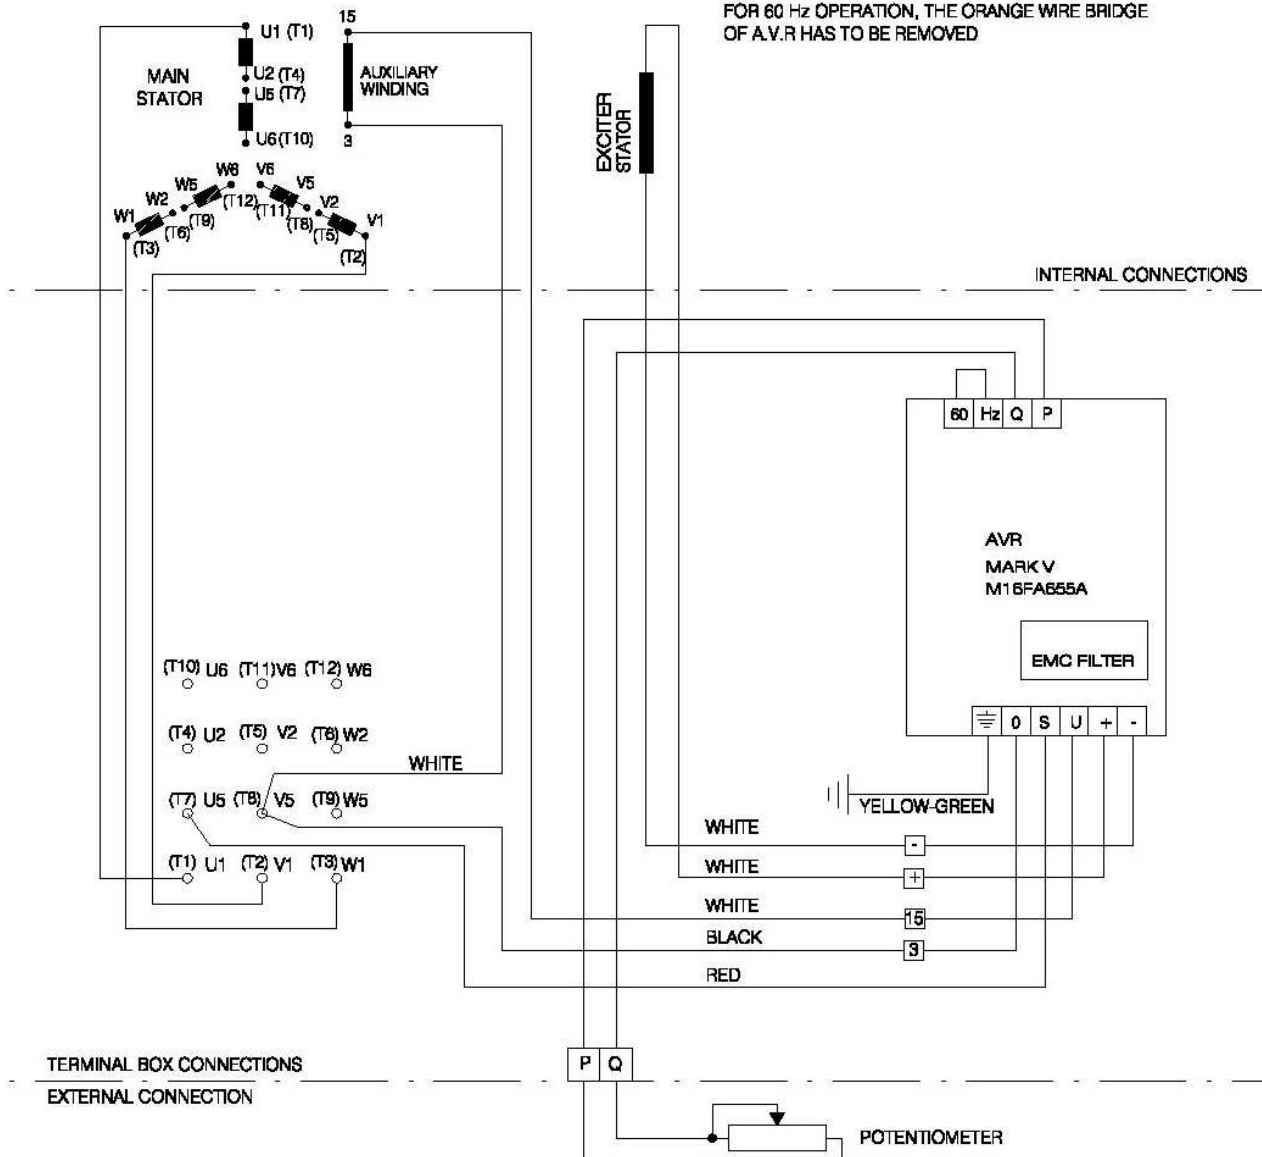 FOR 60 Hz OPERATION, THE ORANGE WIRE BRIDGE
OF A.V.R HAS TO BE REMOVED
15
U1 (T1)
MAIN
STATOR
U2 (T4)
U5 (T7)
AUXILIARY
WINDING
U6 (T10)
3
EXCITER
STATOR
W6 V6
W5 V5
W2 V2
W1 V1
(T12) (T11)
(T9) (T8)
(T6) (T5)
(T3) (T2)
INTERNAL CONNECTIONS
60 Hz Q P
AVR
MARK V
M16FA655A
EMC FILTER
0 S U + -
(T10) U6 (T11) V6 (T12) W6
(T4) U2 (T5) V2 (T6) W2
WHITE
(T7) U5 (T8) V5 (T9) W5
YELLOW-GREEN
WHITE -
(T1) U1 (T2) V1 (T3) W1
WHITE +
WHITE 15
BLACK 3
RED
P Q
TERMINAL BOX CONNECTIONS
EXTERNAL CONNECTION
POTENTIOMETER